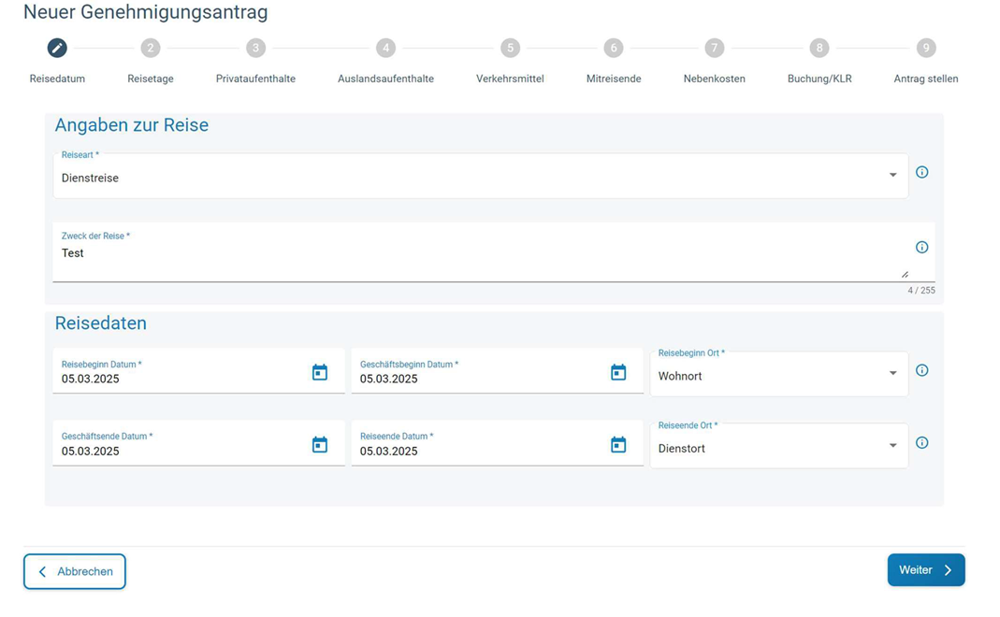 Neuer Genehmigungsantrag
2 3 4 5 6 7 8 9
Reisedatum Reisetage Privataufenthalte Auslandsaufenthalte Verkehrsmittel Mitreisende Nebenkosten Buchung/KLR Antrag stellen
Angaben zur Reise
Reiseart *
Dienstreise
Zweck der Reise *
Test
4 / 255
Reisedaten
Reisebeginn Datum * Geschäftsbeginn Datum * Reisebeginn Ort *
05.03.2025 05.03.2025 Wohnort
Geschäftsende Datum * Reiseende Datum * Reiseende Ort *
05.03.2025 05.03.2025 Dienstort
Abbrechen Weiter